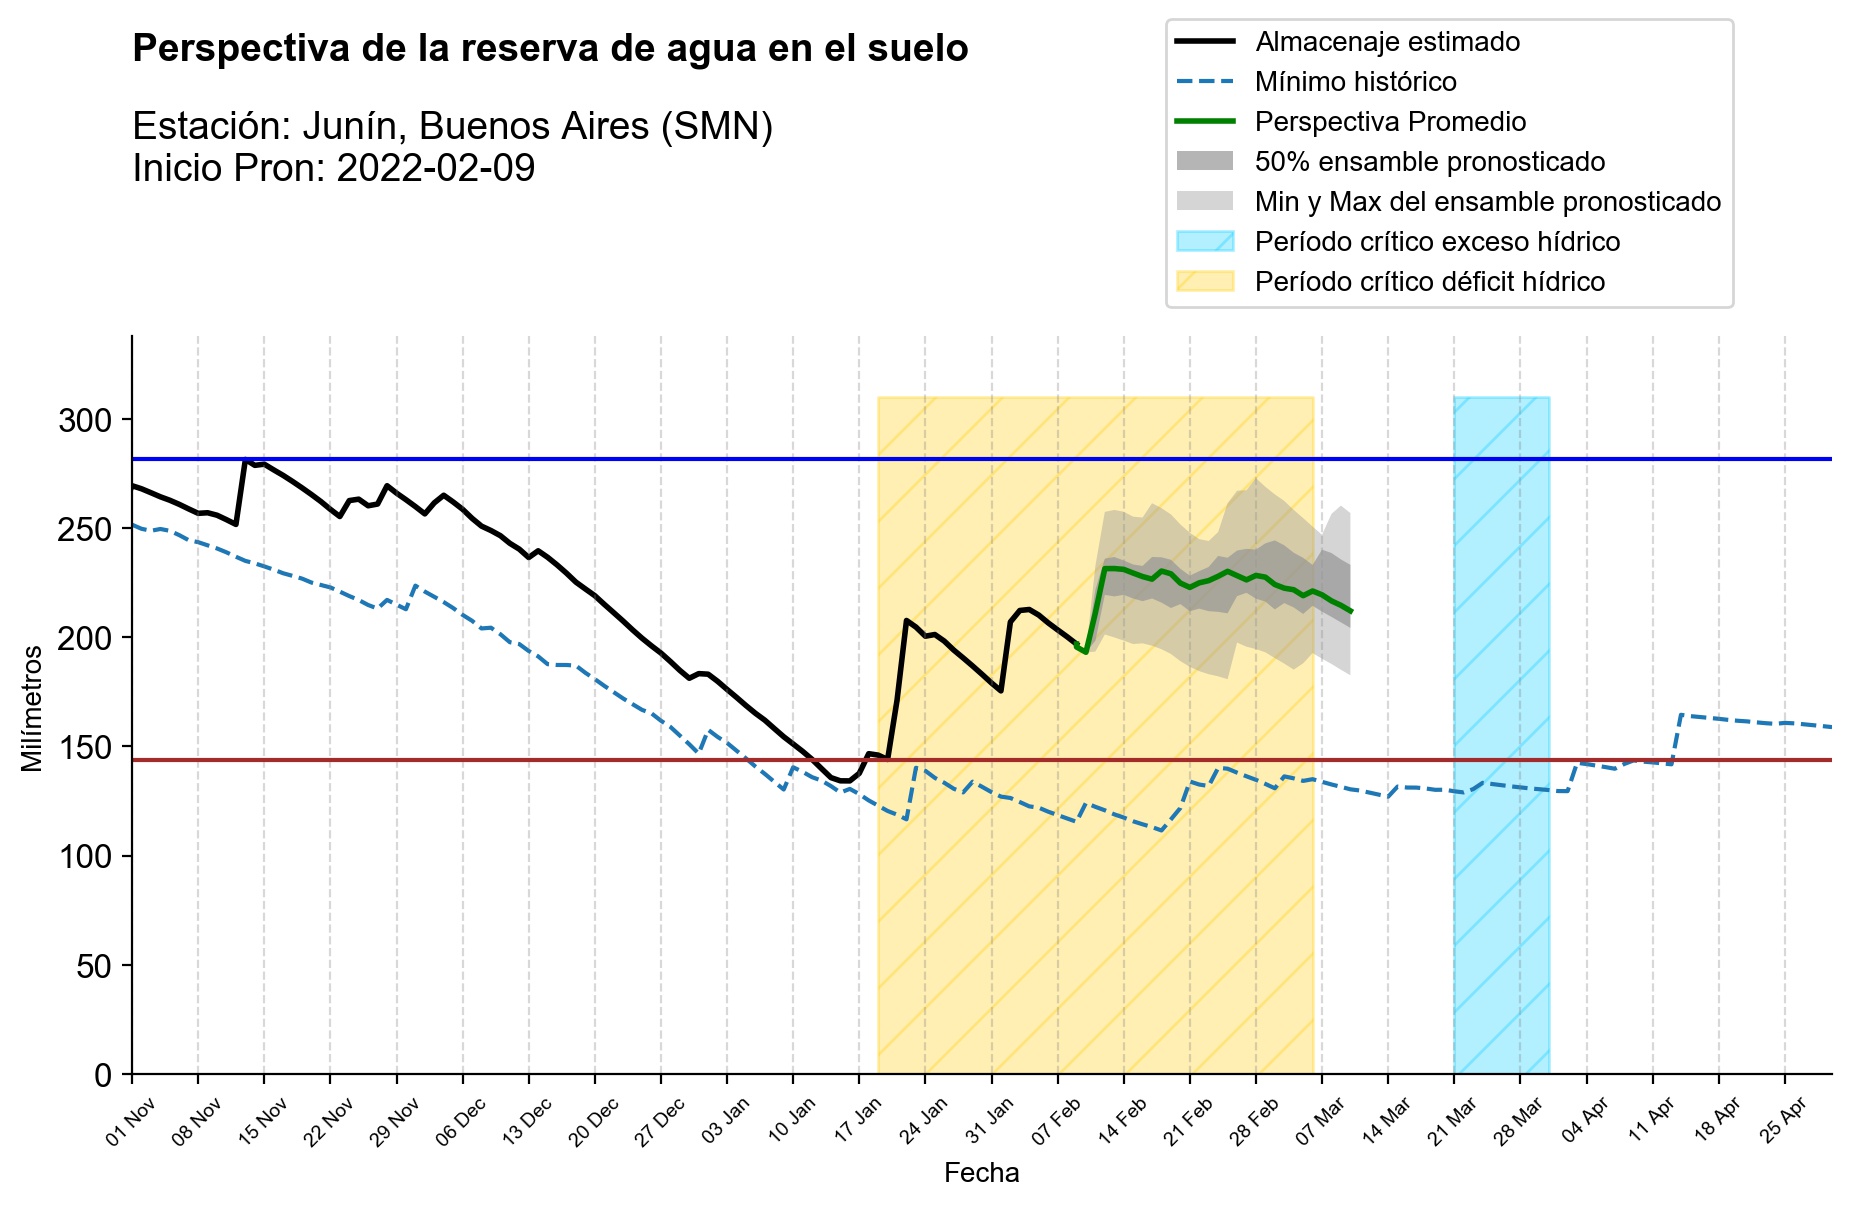 Perspectiva de la reserva de agua en el suelo
Estación: Junín, Buenos Aires (SMN)
Inicio Pron: 2022-02-09
Almacenaje estimado
Mínimo histórico
Perspectiva Promedio
50% ensamble pronosticado
Min y Max del ensamble pronosticado
Período crítico exceso hídrico
Período crítico déficit hídrico
Milímetros
300
250
200
150
100
50
0
01 Nov
08 Nov
15 Nov
22 Nov
29 Nov
06 Dec
13 Dec
20 Dec
27 Dec
03 Jan
10 Jan
17 Jan
24 Jan
31 Jan
07 Feb
14 Feb
21 Feb
28 Feb
07 Mar
14 Mar
21 Mar
28 Mar
04 Apr
11 Apr
18 Apr
25 Apr
Fecha